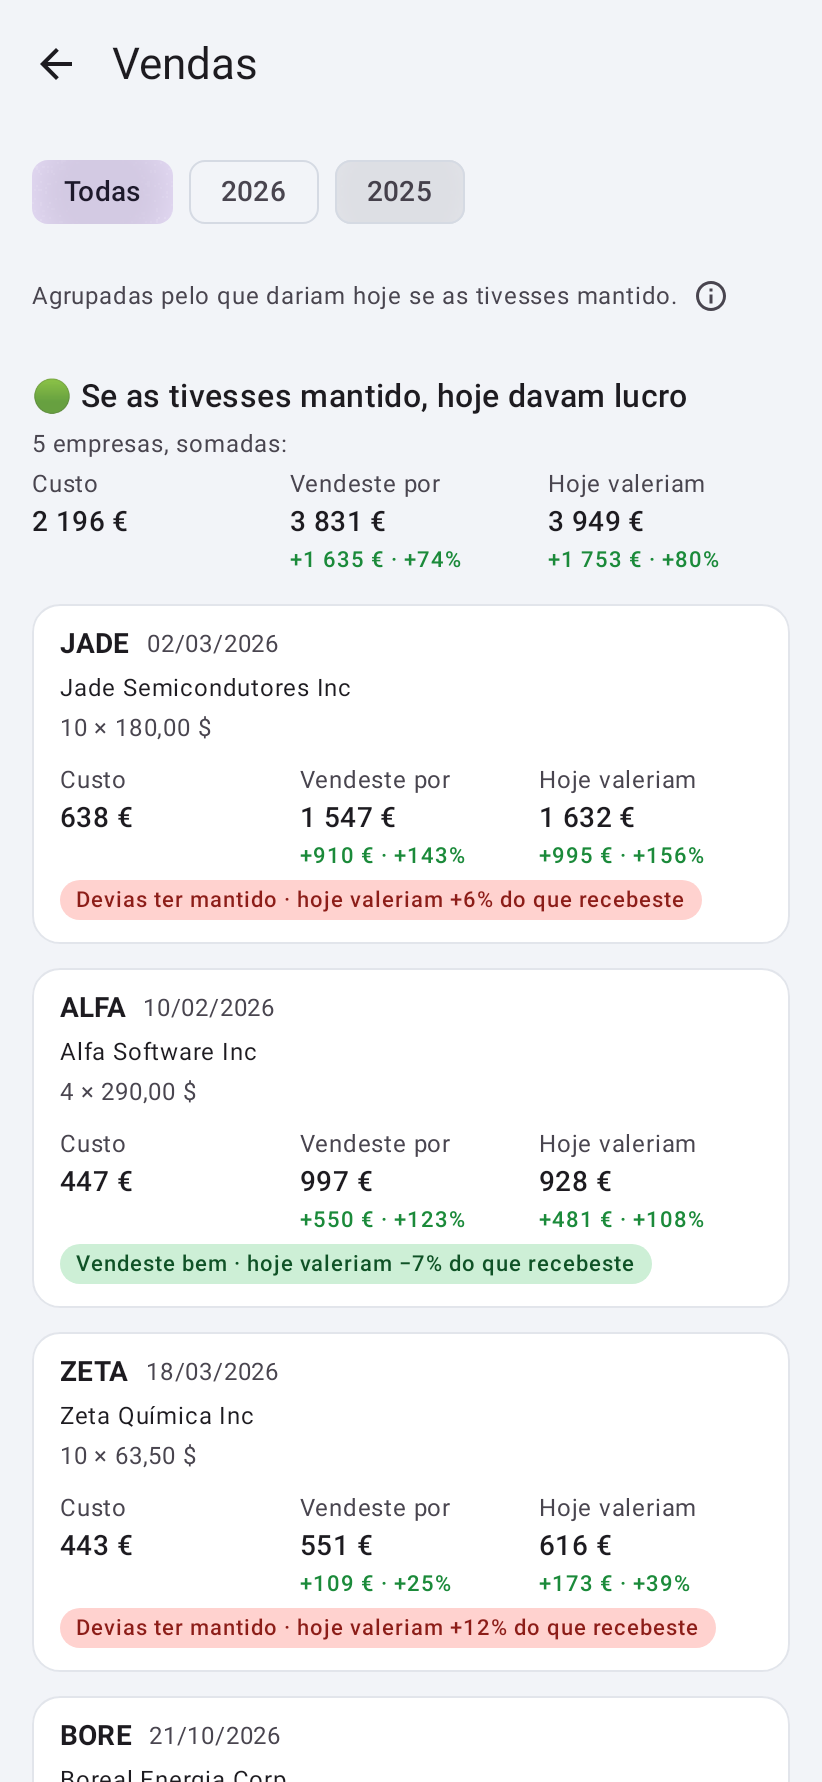 Vendas
Todas 2026 2025
Agrupadas pelo que dariam hoje se as tivesses mantido.
Se as tivesses mantido, hoje davam lucro
5 empresas, somadas:
Custo Vendeste por Hoje valeriam
2 196 € 3 831 € 3 949 €
+1 635 € · +74% +1 753 € · +80%
JADE 02/03/2026
Jade Semicondutores Inc
10 × 180,00 $
Custo Vendeste por Hoje valeriam
638 € 1 547 € 1 632 €
+910 € · +143% +995 € · +156%
Devias ter mantido · hoje valeriam +6% do que recebeste
ALFA 10/02/2026
Alfa Software Inc
4 × 290,00 $
Custo Vendeste por Hoje valeriam
447 € 997 € 928 €
+550 € · +123% +481 € · +108%
Vendeste bem · hoje valeriam −7% do que recebeste
ZETA 18/03/2026
Zeta Química Inc
10 × 63,50 $
Custo Vendeste por Hoje valeriam
443 € 551 € 616 €
+109 € · +25% +173 € · +39%
Devias ter mantido · hoje valeriam +12% do que recebeste
BORE 21/10/2026
Boreal Energia Corp